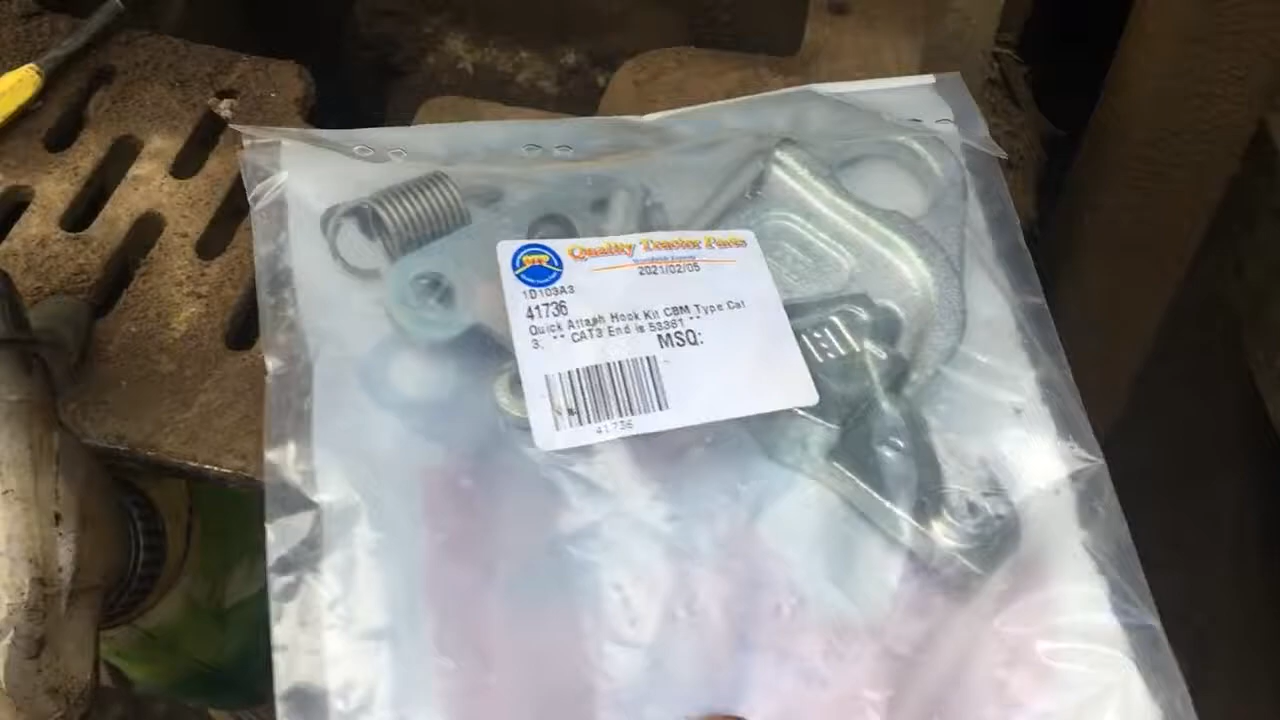 Quality Tractor Parts
2021/02/05
1D103A3
41736
Quick Attach Hook Kit CBM Type Cat
3. ** CAT3 End is 53381 **
MSQ:
41736